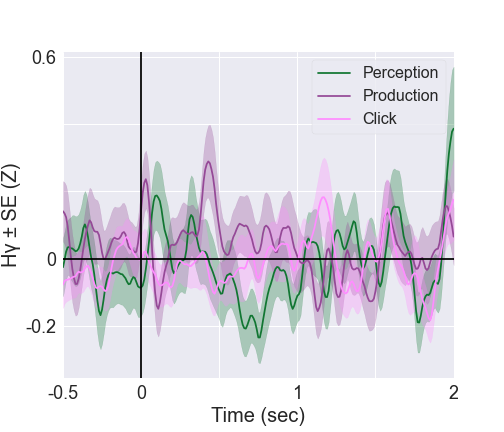 0.6
Perception
Production
Click
Hγ ± SE (Z)
0
-0.2
-0.5
0
1
2
Time (sec)